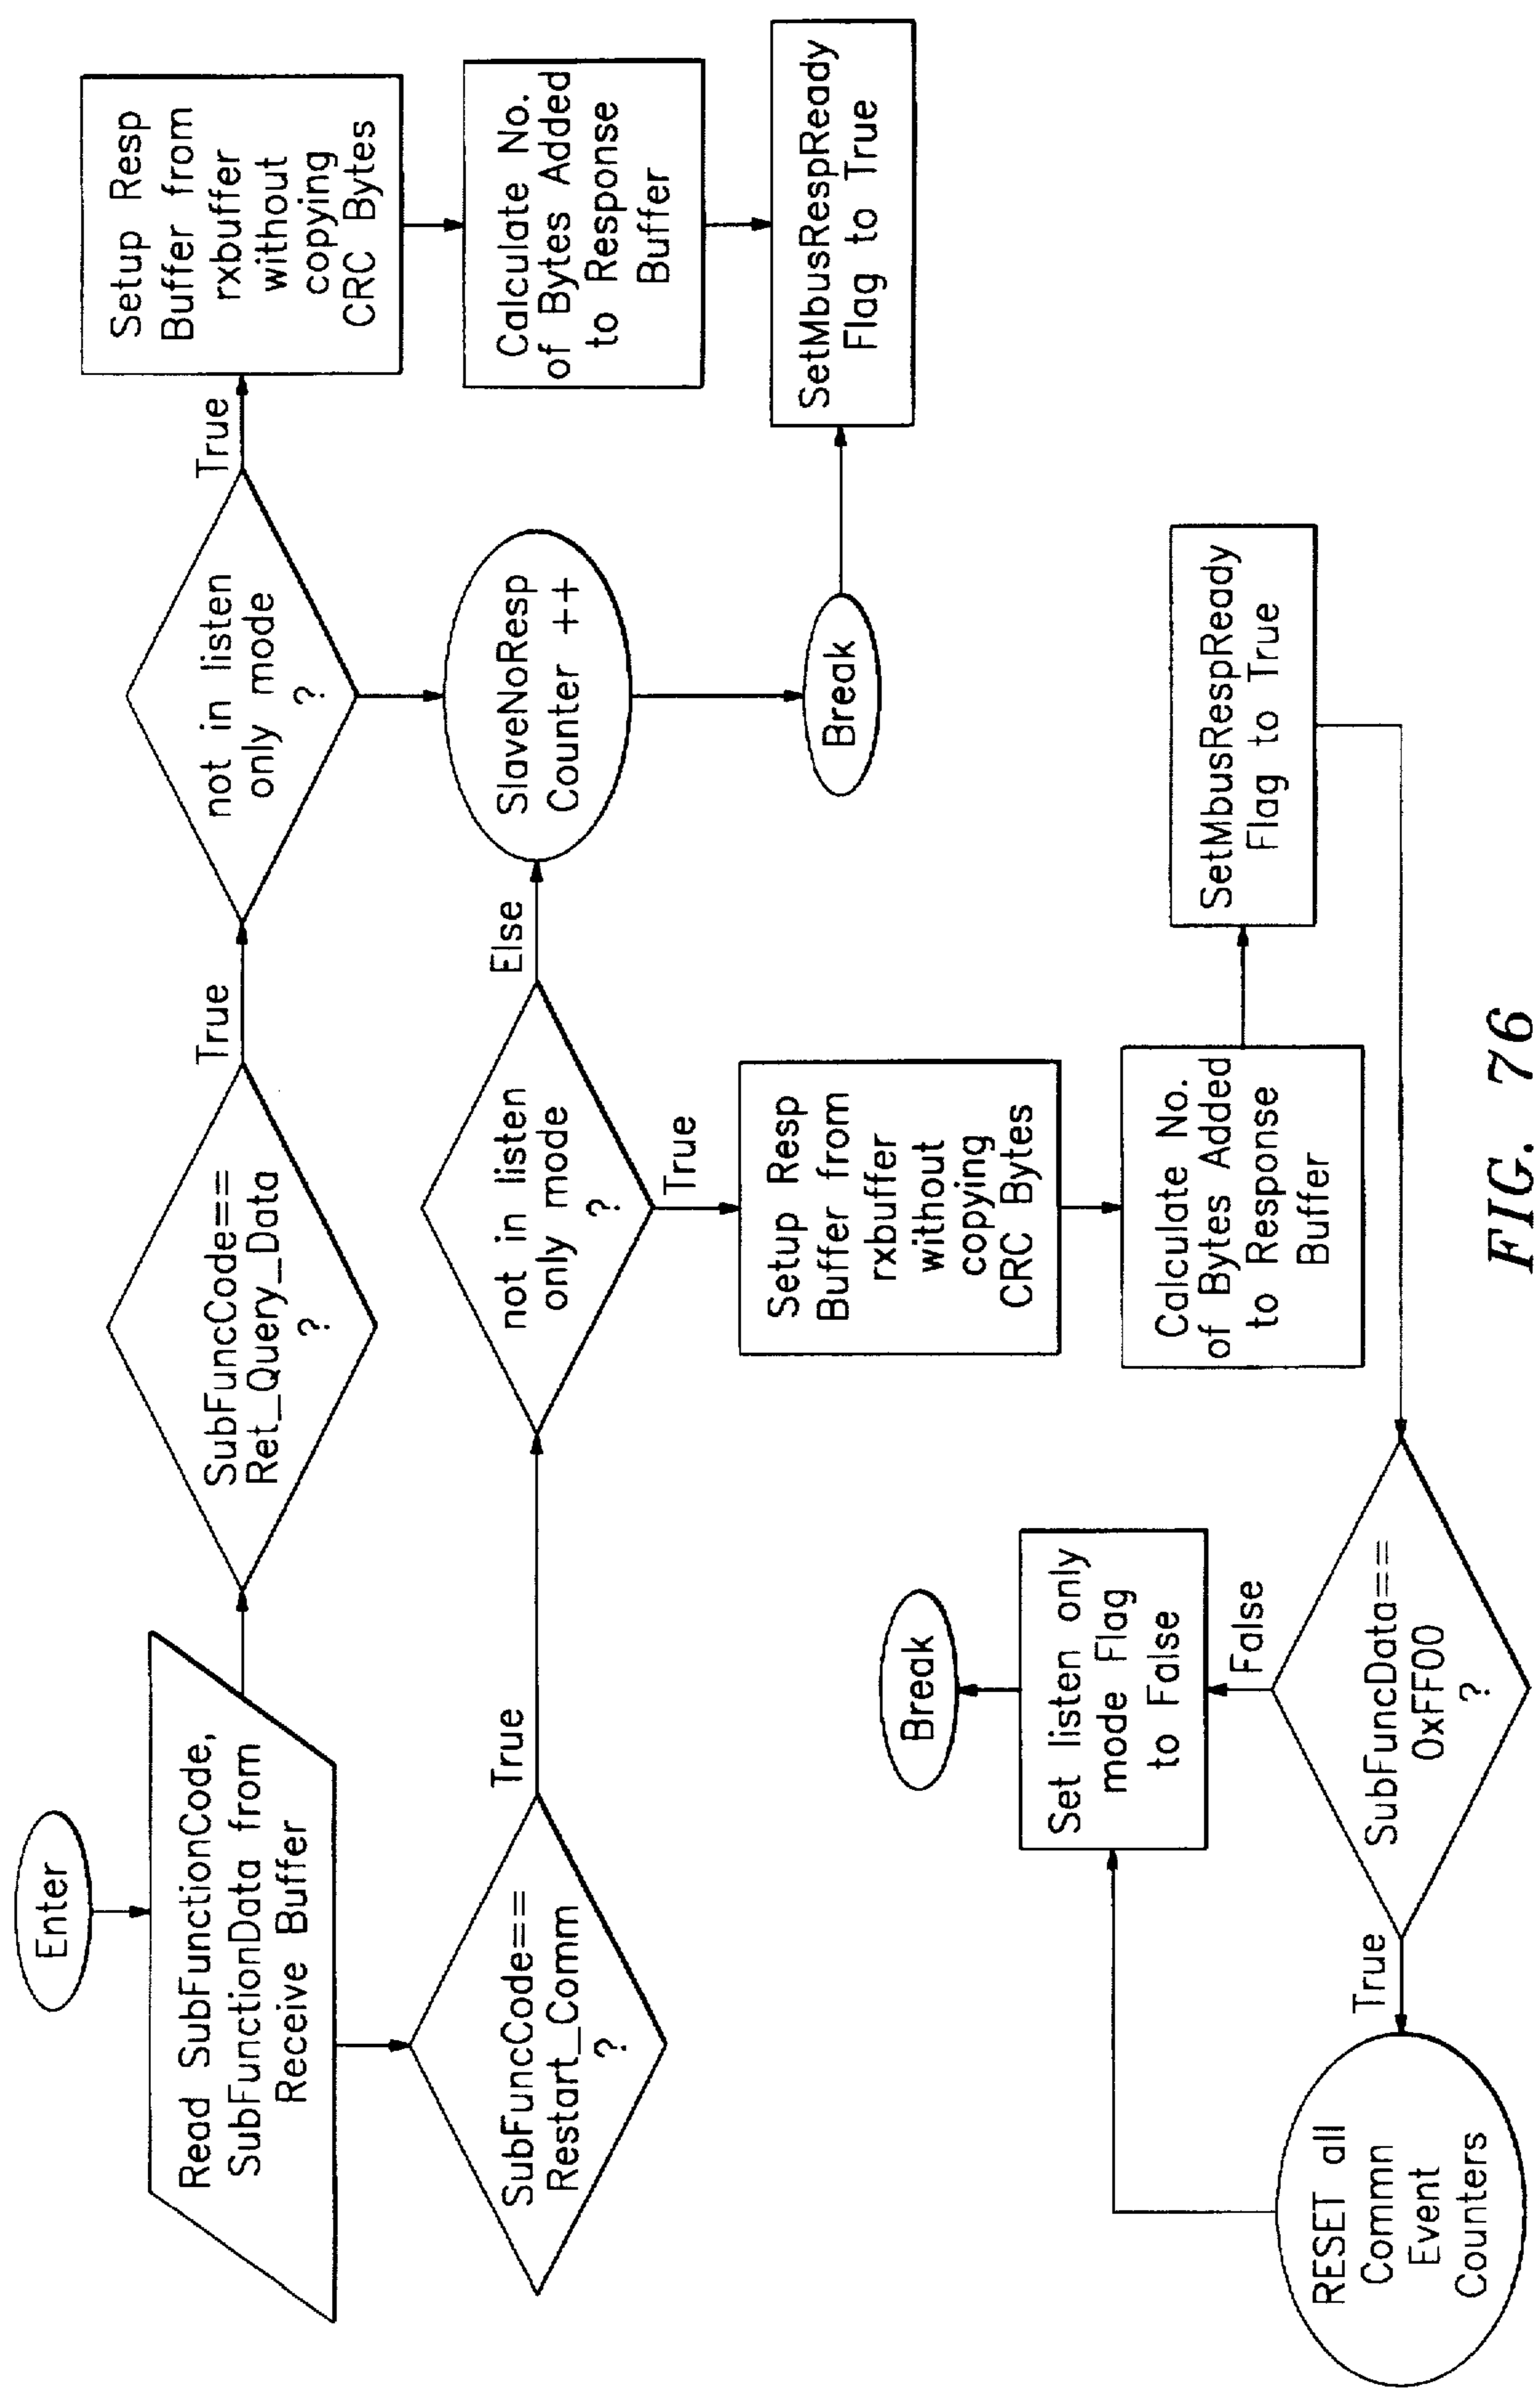 Enter
Read SubFunctionCode,
SubFunctionData from
Receive Buffer
SubFuncCode==
Ret_Query_Data
?
True
not in listen
only mode
?
True
Setup Resp
Buffer from
rxbuffer
without
copying
CRC Bytes
Calculate No.
of Bytes Added
to Response
Buffer
SetMbusRespReady
Flag to True
SubFuncCode==
Restart_Comm
?
True
not in listen
only mode
?
Else
SlaveNoResp
Counter ++
Break
True
Setup Resp
Buffer from
rxbuffer
without
copying
CRC Bytes
Calculate No.
of Bytes Added
to Response
Buffer
SetMbusRespReady
Flag to True
SubFuncData==
0xFF00
?
False
Set listen only
mode Flag
to False
Break
True
RESET all
Commn
Event
Counters
FIG. 76